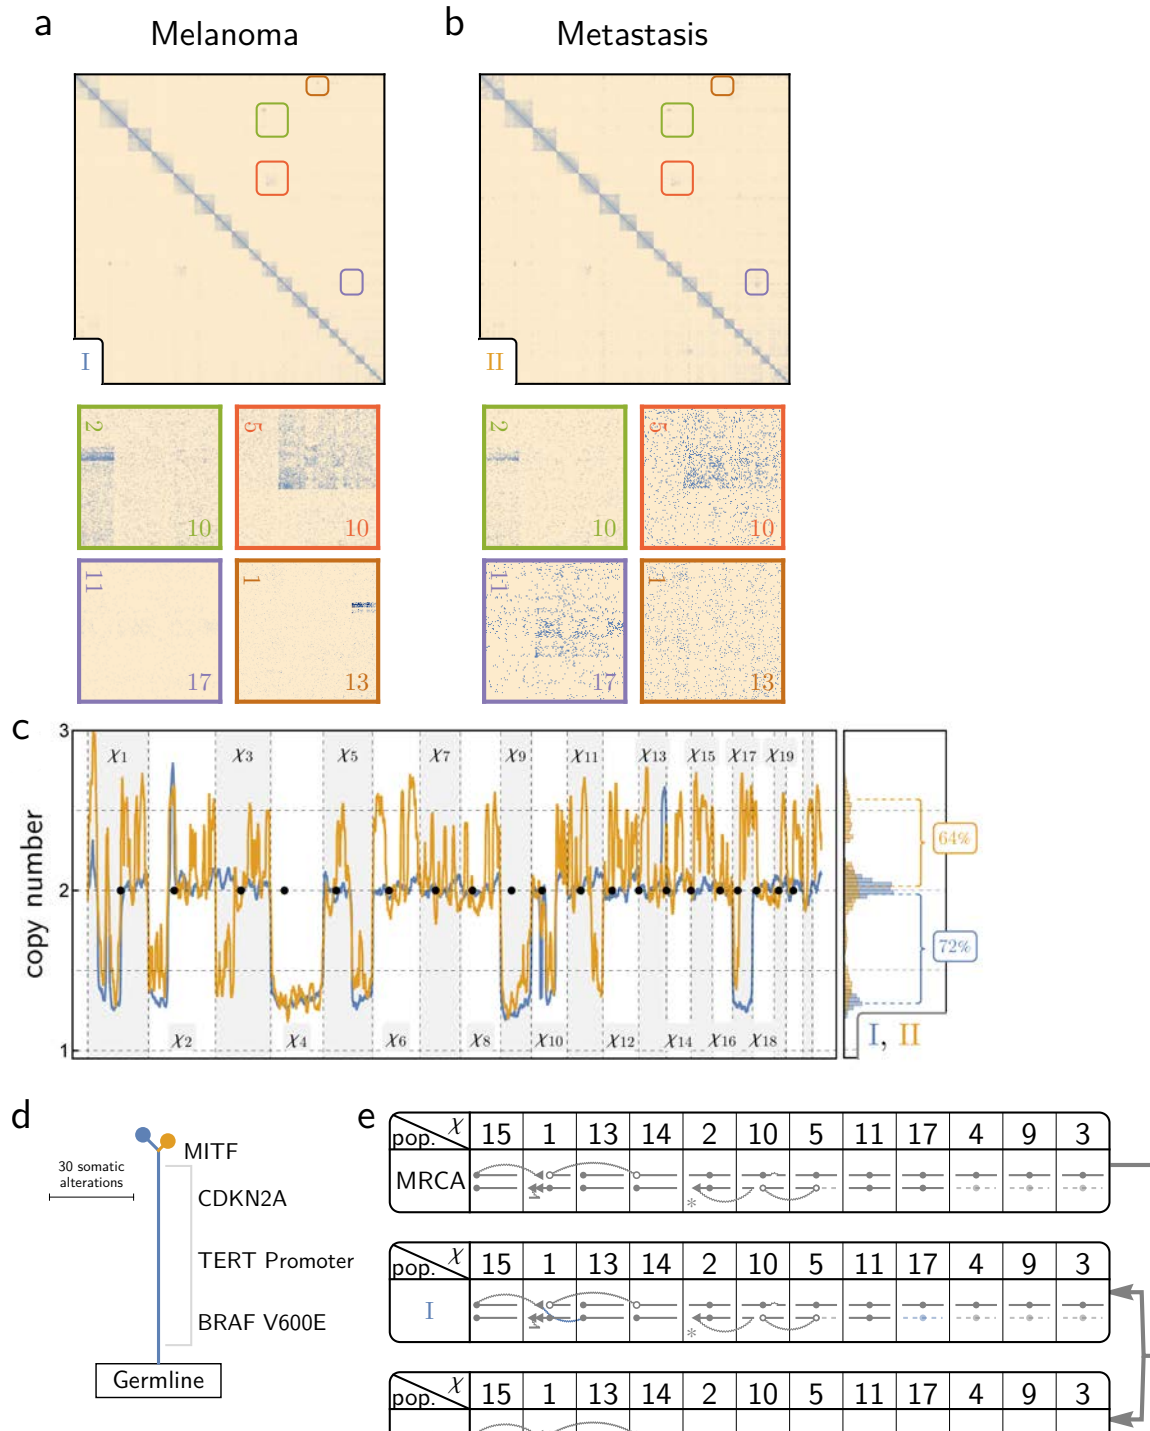 a
Melanoma
b
Metastasis
I
II
2
10
5
10
2
10
5
10
11
17
1
13
11
17
1
13
c
copy number
3
2
1
χ1
χ3
χ5
χ7
χ9
χ11
χ13
χ15
χ17
χ19
χ2
χ4
χ6
χ8
χ10
χ12
χ14
χ16
χ18
64%
72%
I, II
d
30 somatic
alterations
MITF
CDKN2A
TERT Promoter
BRAF V600E
Germline
e
pop. χ 15 1 13 14 2 10 5 11 17 4 9 3
MRCA
*
pop. χ 15 1 13 14 2 10 5 11 17 4 9 3
I
*
pop. χ 15 1 13 14 2 10 5 11 17 4 9 3